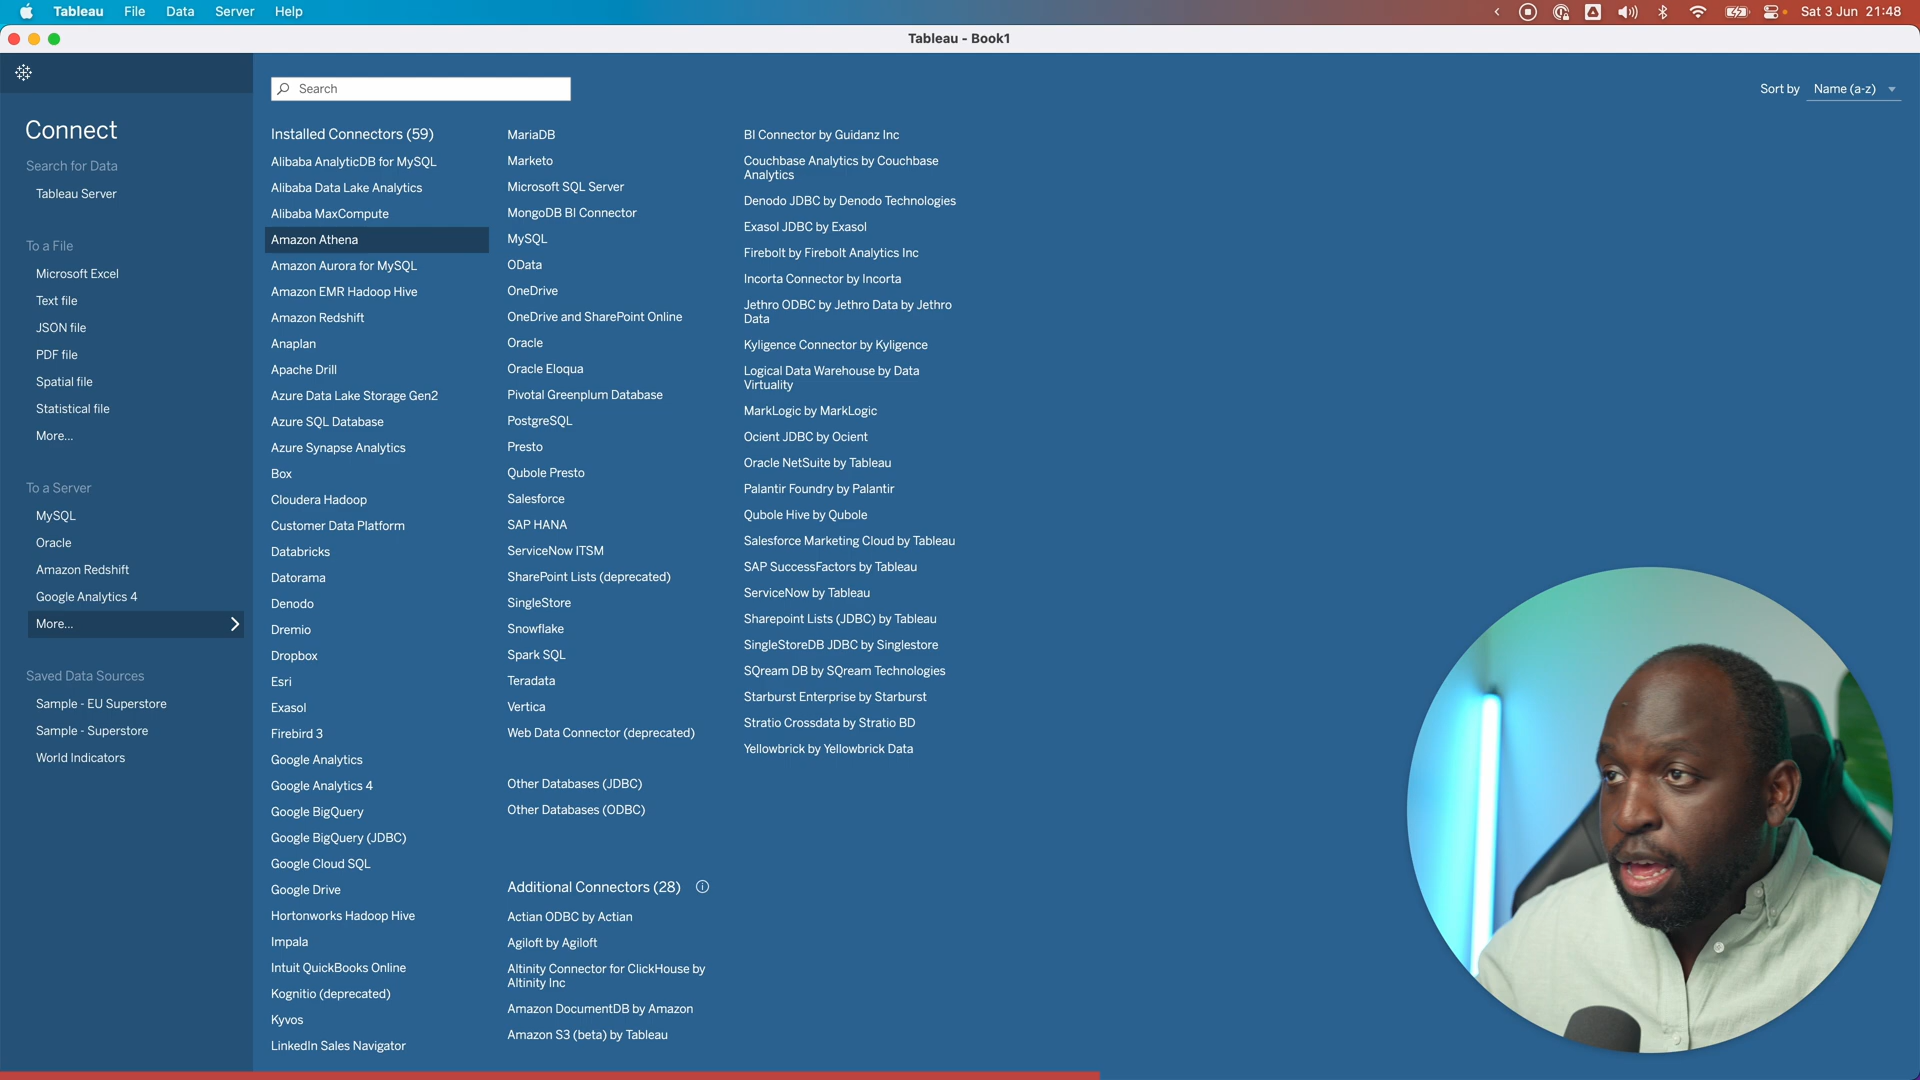 Tableau File Data Server Help
Sat 3 Jun 21:48
Tableau - Book1
Connect
Search for Data
Tableau Server
To a File
Microsoft Excel
Text file
JSON file
PDF file
Spatial file
Statistical file
More...
To a Server
MySQL
Oracle
Amazon Redshift
Google Analytics 4
More...
Saved Data Sources
Sample - EU Superstore
Sample - Superstore
World Indicators
Search
Sort by Name (a-z)
Installed Connectors (59)
Alibaba AnalyticDB for MySQL
Alibaba Data Lake Analytics
Alibaba MaxCompute
Amazon Athena
Amazon Aurora for MySQL
Amazon EMR Hadoop Hive
Amazon Redshift
Anaplan
Apache Drill
Azure Data Lake Storage Gen2
Azure SQL Database
Azure Synapse Analytics
Box
Cloudera Hadoop
Customer Data Platform
Databricks
Datorama
Denodo
Dremio
Dropbox
Esri
Exasol
Firebird 3
Google Analytics
Google Analytics 4
Google BigQuery
Google BigQuery (JDBC)
Google Cloud SQL
Google Drive
Hortonworks Hadoop Hive
Impala
Intuit QuickBooks Online
Kognitio (deprecated)
Kyvos
LinkedIn Sales Navigator
MariaDB
Marketo
Microsoft SQL Server
MongoDB BI Connector
MySQL
OData
OneDrive
OneDrive and SharePoint Online
Oracle
Oracle Eloqua
Pivotal Greenplum Database
PostgreSQL
Presto
Qubole Presto
Salesforce
SAP HANA
ServiceNow ITSM
SharePoint Lists (deprecated)
SingleStore
Snowflake
Spark SQL
Teradata
Vertica
Web Data Connector (deprecated)
Other Databases (JDBC)
Other Databases (ODBC)
Additional Connectors (28)
Actian ODBC by Actian
Agiloft by Agiloft
Altinity Connector for ClickHouse by
Altinity Inc
Amazon DocumentDB by Amazon
Amazon S3 (beta) by Tableau
BI Connector by Guidanz Inc
Couchbase Analytics by Couchbase
Analytics
Denodo JDBC by Denodo Technologies
Exasol JDBC by Exasol
Firebolt by Firebolt Analytics Inc
Incorta Connector by Incorta
Jethro ODBC by Jethro Data by Jethro
Data
Kyligence Connector by Kyligence
Logical Data Warehouse by Data
Virtuality
MarkLogic by MarkLogic
Ocient JDBC by Ocient
Oracle NetSuite by Tableau
Palantir Foundry by Palantir
Qubole Hive by Qubole
Salesforce Marketing Cloud by Tableau
SAP SuccessFactors by Tableau
ServiceNow by Tableau
Sharepoint Lists (JDBC) by Tableau
SingleStoreDB JDBC by Singlestore
SQream DB by SQream Technologies
Starburst Enterprise by Starburst
Stratio Crossdata by Stratio BD
Yellowbrick by Yellowbrick Data